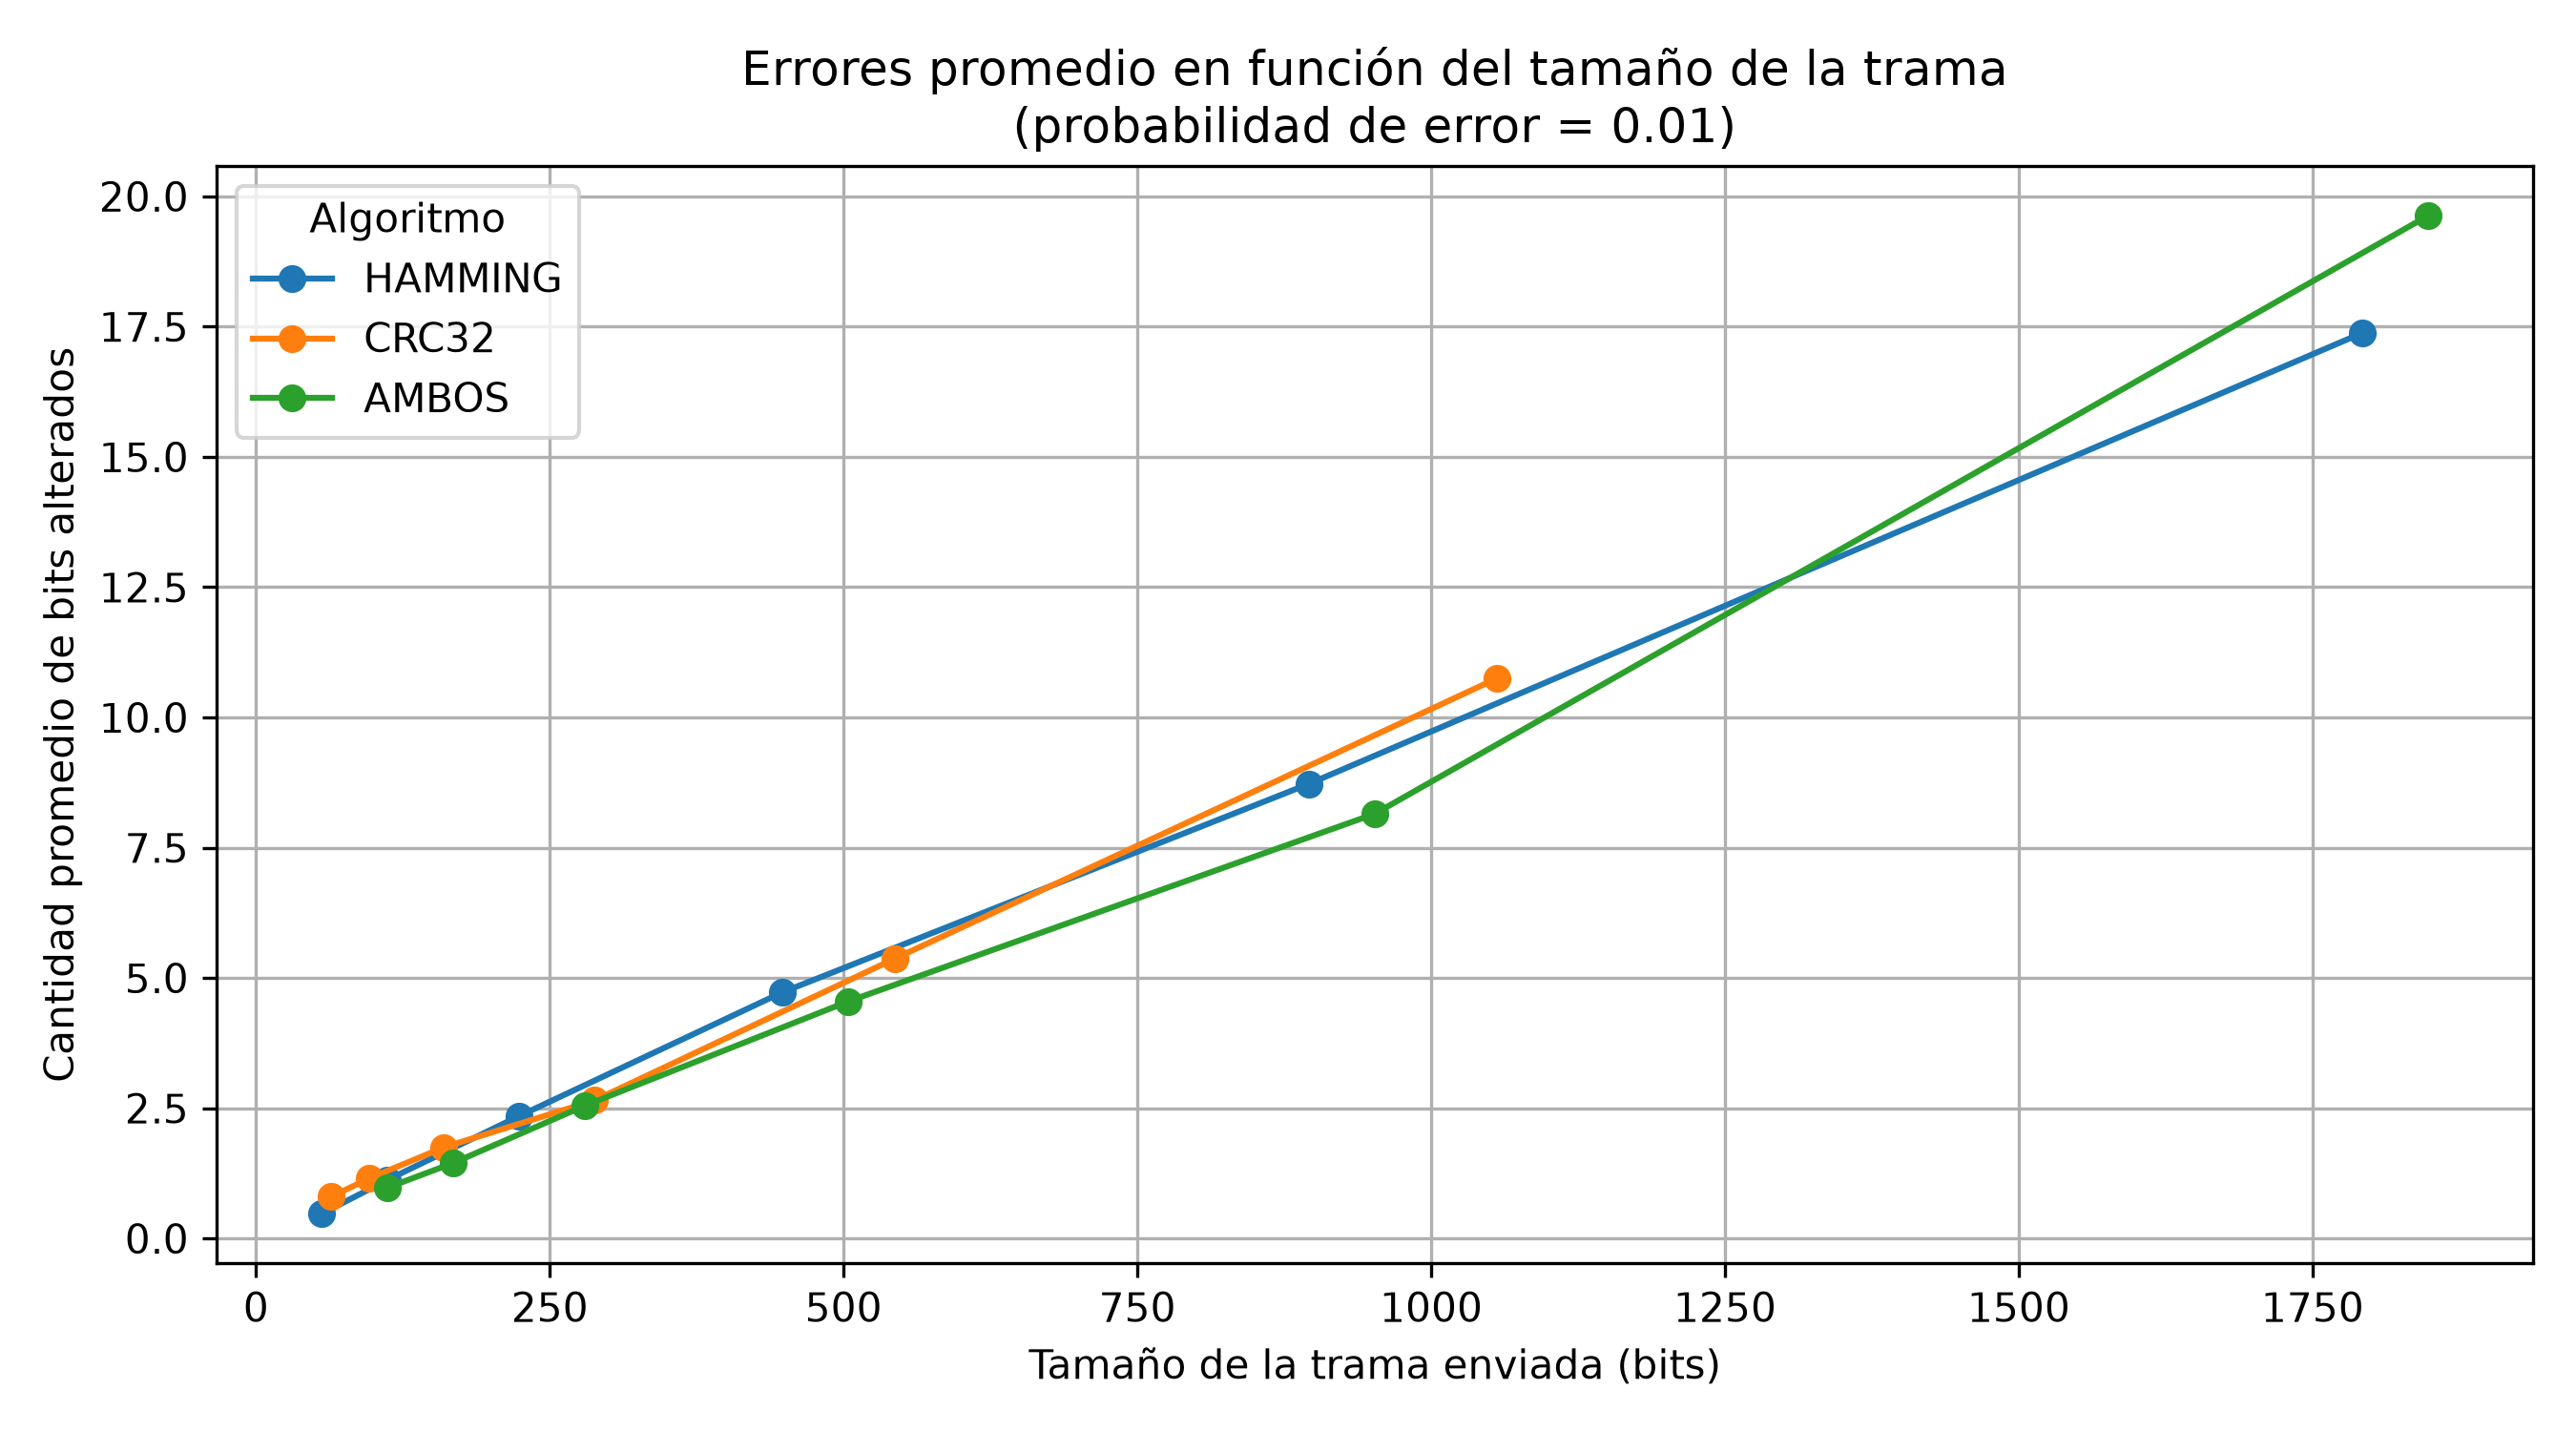 Errores promedio en función del tamaño de la trama
(probabilidad de error = 0.01)
Algoritmo
HAMMING
CRC32
AMBOS
Cantidad promedio de bits alterados
20.0
17.5
15.0
12.5
10.0
7.5
5.0
2.5
0.0
0 250 500 750 1000 1250 1500 1750
Tamaño de la trama enviada (bits)